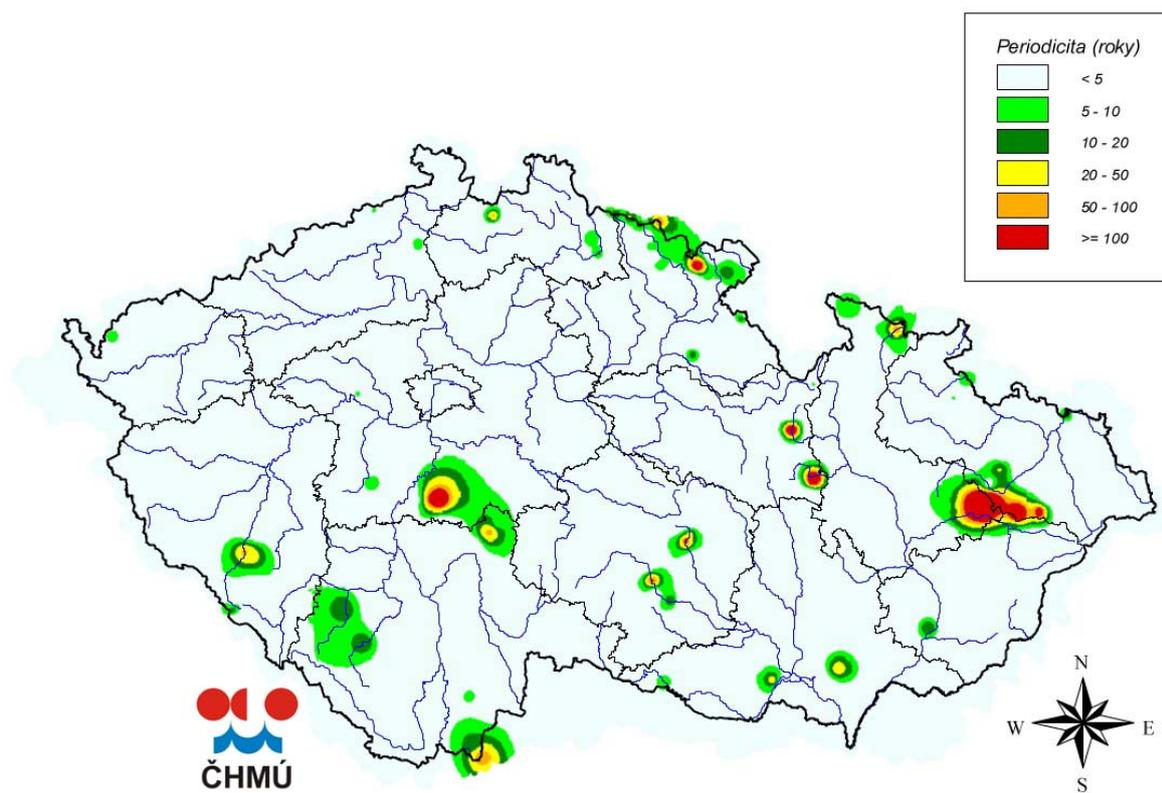 Periodicita (roky)
< 5
5 - 10
10 - 20
20 - 50
50 - 100
>= 100
ČHMÚ
N
W E
S